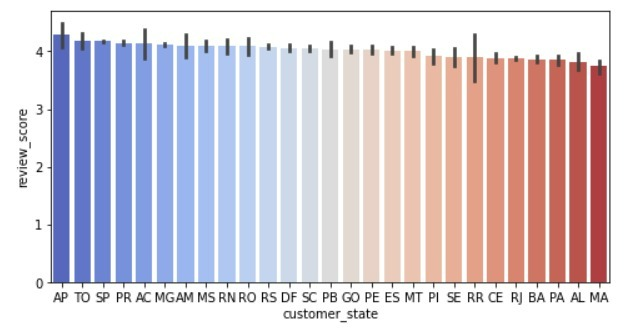 review_score
4
3
2
1
0
AP TO SP PR AC MG AM MS RN RO RS DF SC PB GO PE ES MT PI SE RR CE RJ BA PA AL MA
customer_state